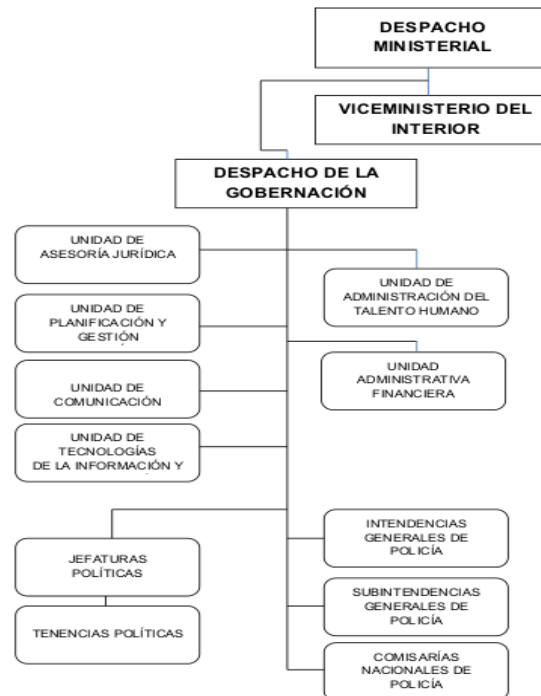 DESPACHO
MINISTERIAL
VICEMINISTERIO DEL
INTERIOR
DESPACHO DE LA
GOBERNACIÓN
UNIDAD DE
ASESORÍA JURÍDICA
UNIDAD DE
ADMINISTRACIÓN DEL
TALENTO HUMANO
UNIDAD DE
PLANIFICACIÓN Y
GESTIÓN
UNIDAD
ADMINISTRATIVA
FINANCIERA
UNIDAD DE
COMUNICACIÓN
UNIDAD DE
TECNOLOGÍAS
DE LA INFORMACIÓN Y
JEFATURAS
POLÍTICAS
TENENCIAS POLÍTICAS
INTENDENCIAS
GENERALES DE
POLICÍA
SUBINTENDENCIAS
GENERALES DE
POLICÍA
COMISARÍAS
NACIONALES DE
POLICÍA